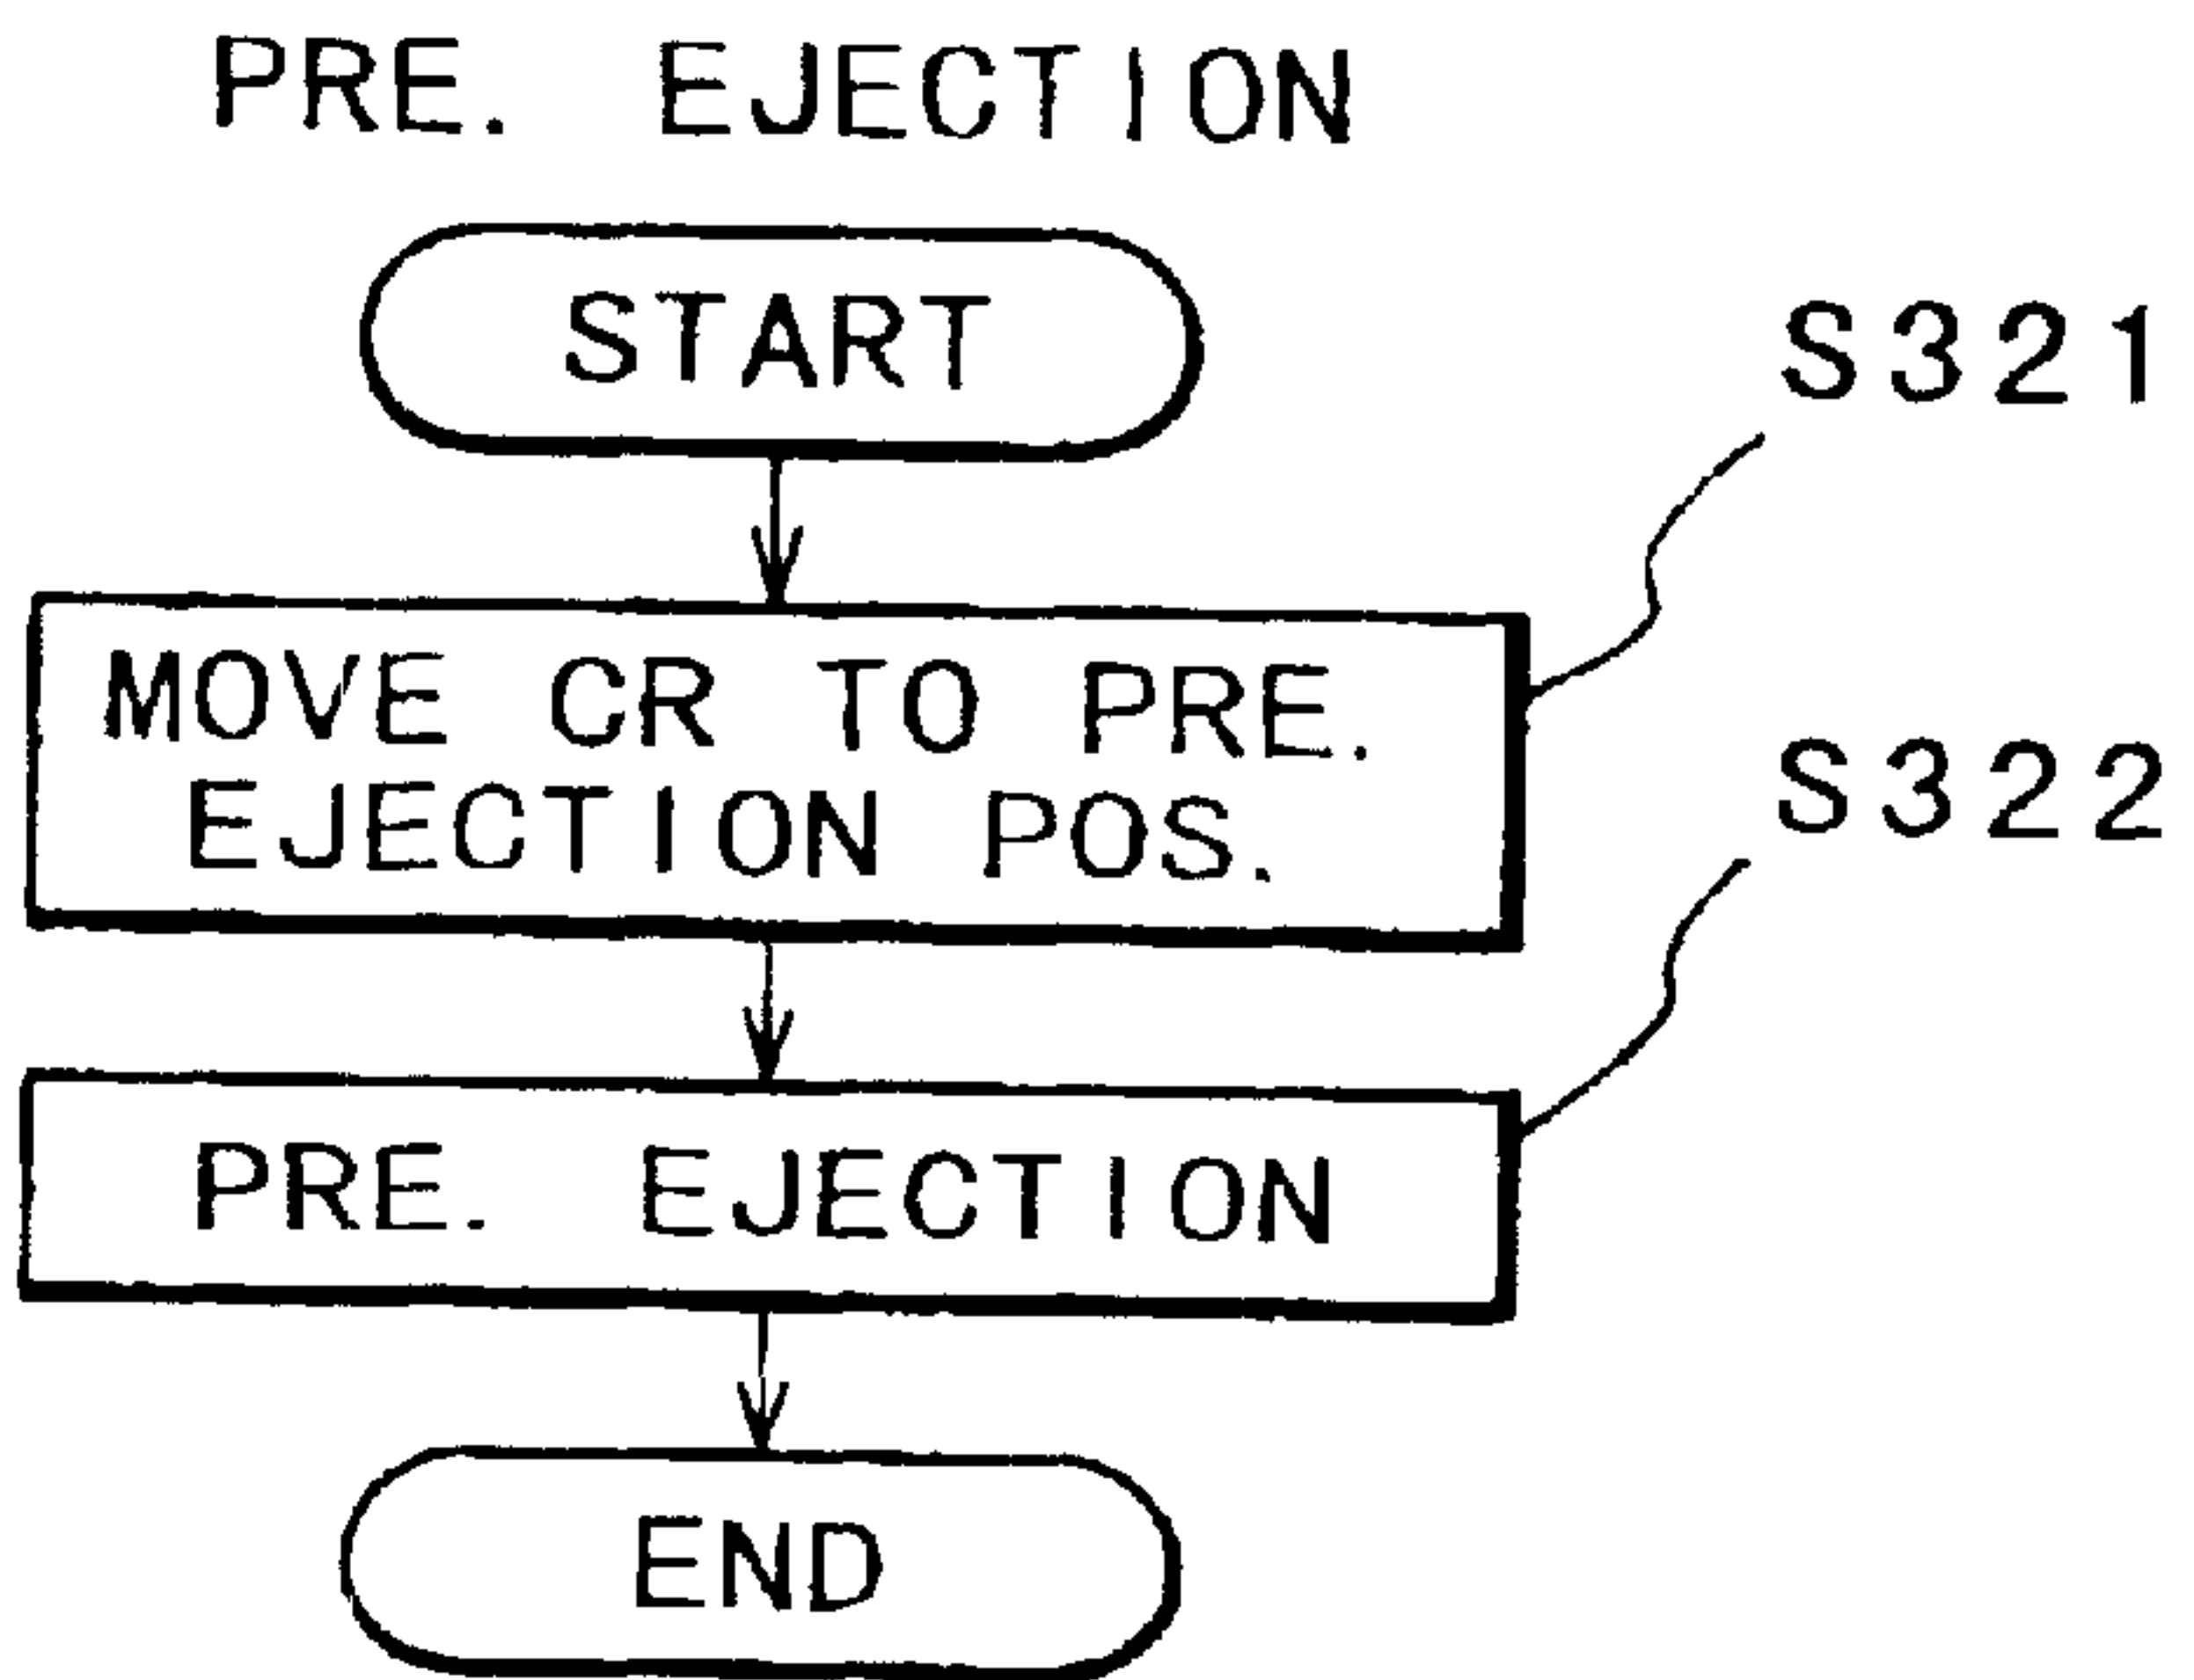 PRE. EJECTION
START
S321
MOVE CR TO PRE.
EJECTION POS.
S322
PRE. EJECTION
END